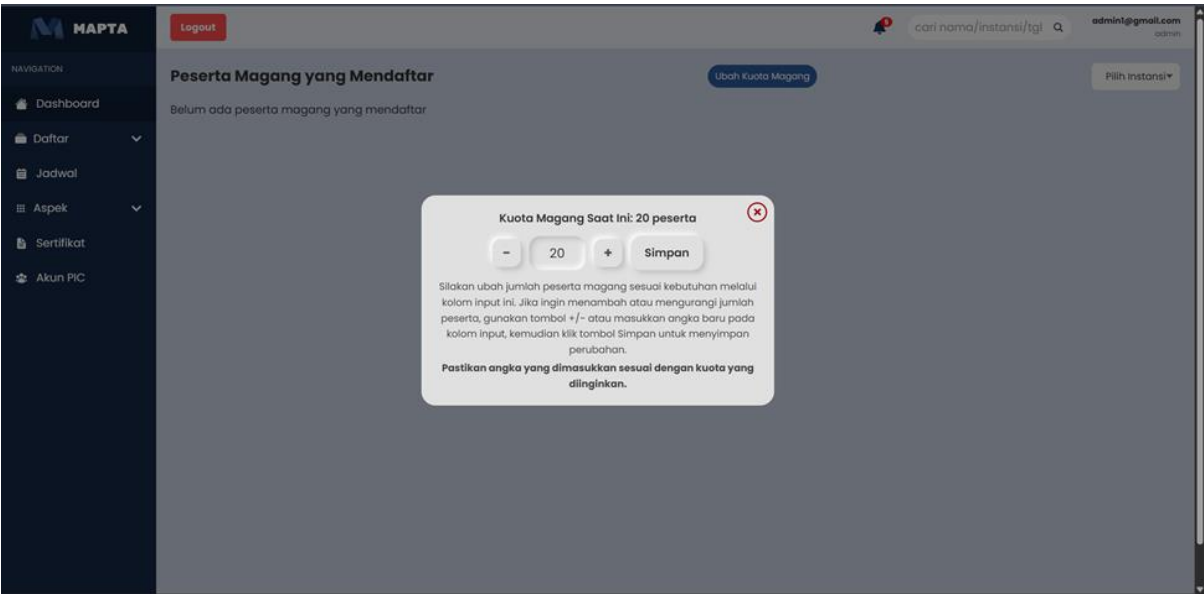 MAPTA
Logout
cari nama/instansi/tgl
admin1@gmail.com
admin
NAVIGATION
Dashboard
Daftar
Jadwal
Aspek
Sertifikat
Akun PIC
Peserta Magang yang Mendaftar
Ubah Kuota Magang
Pilih Instansi
Belum ada peserta magang yang mendaftar
Kuota Magang Saat Ini: 20 peserta
- 20 + Simpan
Silakan ubah jumlah peserta magang sesuai kebutuhan melalui
kolom input ini. Jika ingin menambah atau mengurangi jumlah
peserta, gunakan tombol +/- atau masukkan angka baru pada
kolom input, kemudian klik tombol Simpan untuk menyimpan
perubahan.
Pastikan angka yang dimasukkan sesuai dengan kuota yang
diinginkan.